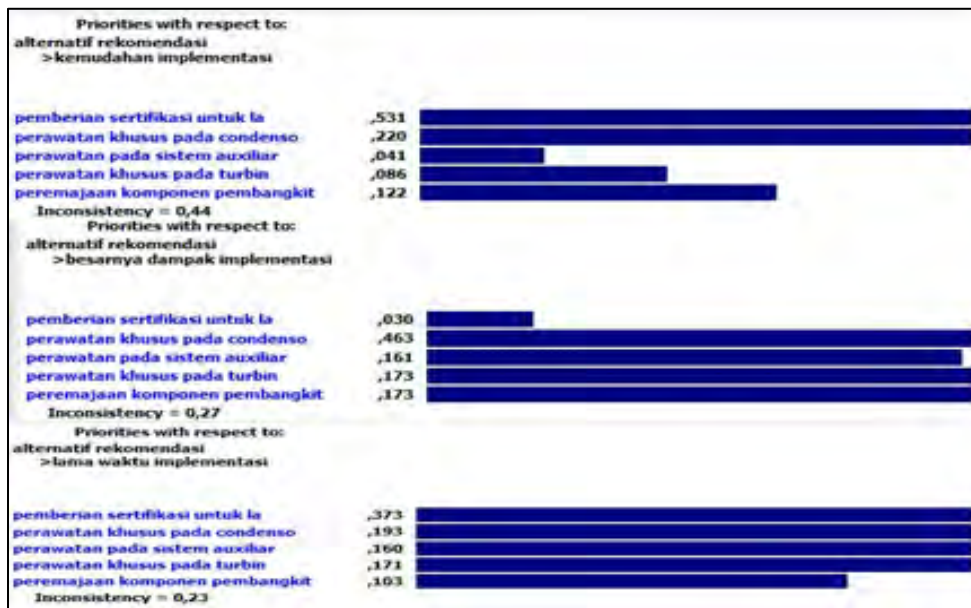 Priorities with respect to:
alternatif rekomendasi
>kemudahan implementasi
pemberian sertifikasi untuk la ,531
perawatan khusus pada condenso ,220
perawatan pada sistem auxiliar ,041
perawatan khusus pada turbin ,086
peremajaan komponen pembangkit ,122
Inconsistency = 0,44
Priorities with respect to:
alternatif rekomendasi
>besarnya dampak implementasi
pemberian sertifikasi untuk la ,030
perawatan khusus pada condenso ,463
perawatan pada sistem auxiliar ,161
perawatan khusus pada turbin ,173
peremajaan komponen pembangkit ,173
Inconsistency = 0,27
Priorities with respect to:
alternatif rekomendasi
>lama waktu implementasi
pemberian sertifikasi untuk la ,373
perawatan khusus pada condenso ,193
perawatan pada sistem auxiliar ,160
perawatan khusus pada turbin ,171
peremajaan komponen pembangkit ,103
Inconsistency = 0,23